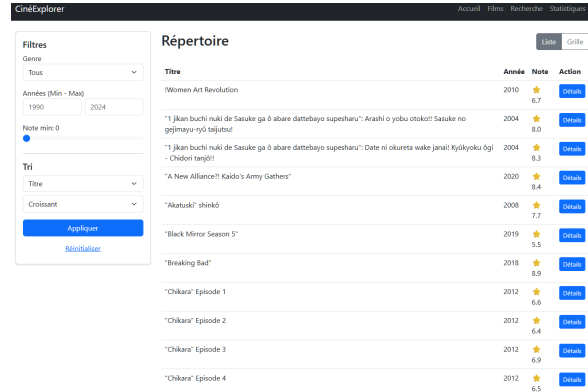 CinéExplorer
Accueil Films Recherche Statistiques
Filtres
Genre
Tous
Années (Min - Max)
1990 2024
Note min: 0
Tri
Titre
Croissant
Appliquer
Réinitialiser
Répertoire
Liste Grille
Titre Année Note Action
!Women Art Revolution 2010 6.7 Détails
"1 jikan buchi nuki de Sasuke ga ô abare dattebayo supesharu": Arashi o yobu otoko!! Sasuke no 2004 8.0 Détails
gejimayu-ryû taijutsu!
"1 jikan buchi nuki de Sasuke ga ô abare dattebayo supesharu": Date ni okureta wake janai! Kyûkyoku ôgi 2004 8.3 Détails
- Chidori tanjô!!
"A New Alliance?! Kaido's Army Gathers" 2020 8.4 Détails
"Akatuski" shinkô 2008 7.7 Détails
"Black Mirror Season 5" 2019 5.5 Détails
"Breaking Bad" 2018 8.9 Détails
"Chikara" Episode 1 2012 6.6 Détails
"Chikara" Episode 2 2012 6.4 Détails
"Chikara" Episode 3 2012 6.9 Détails
"Chikara" Episode 4 2012 6.5 Détails